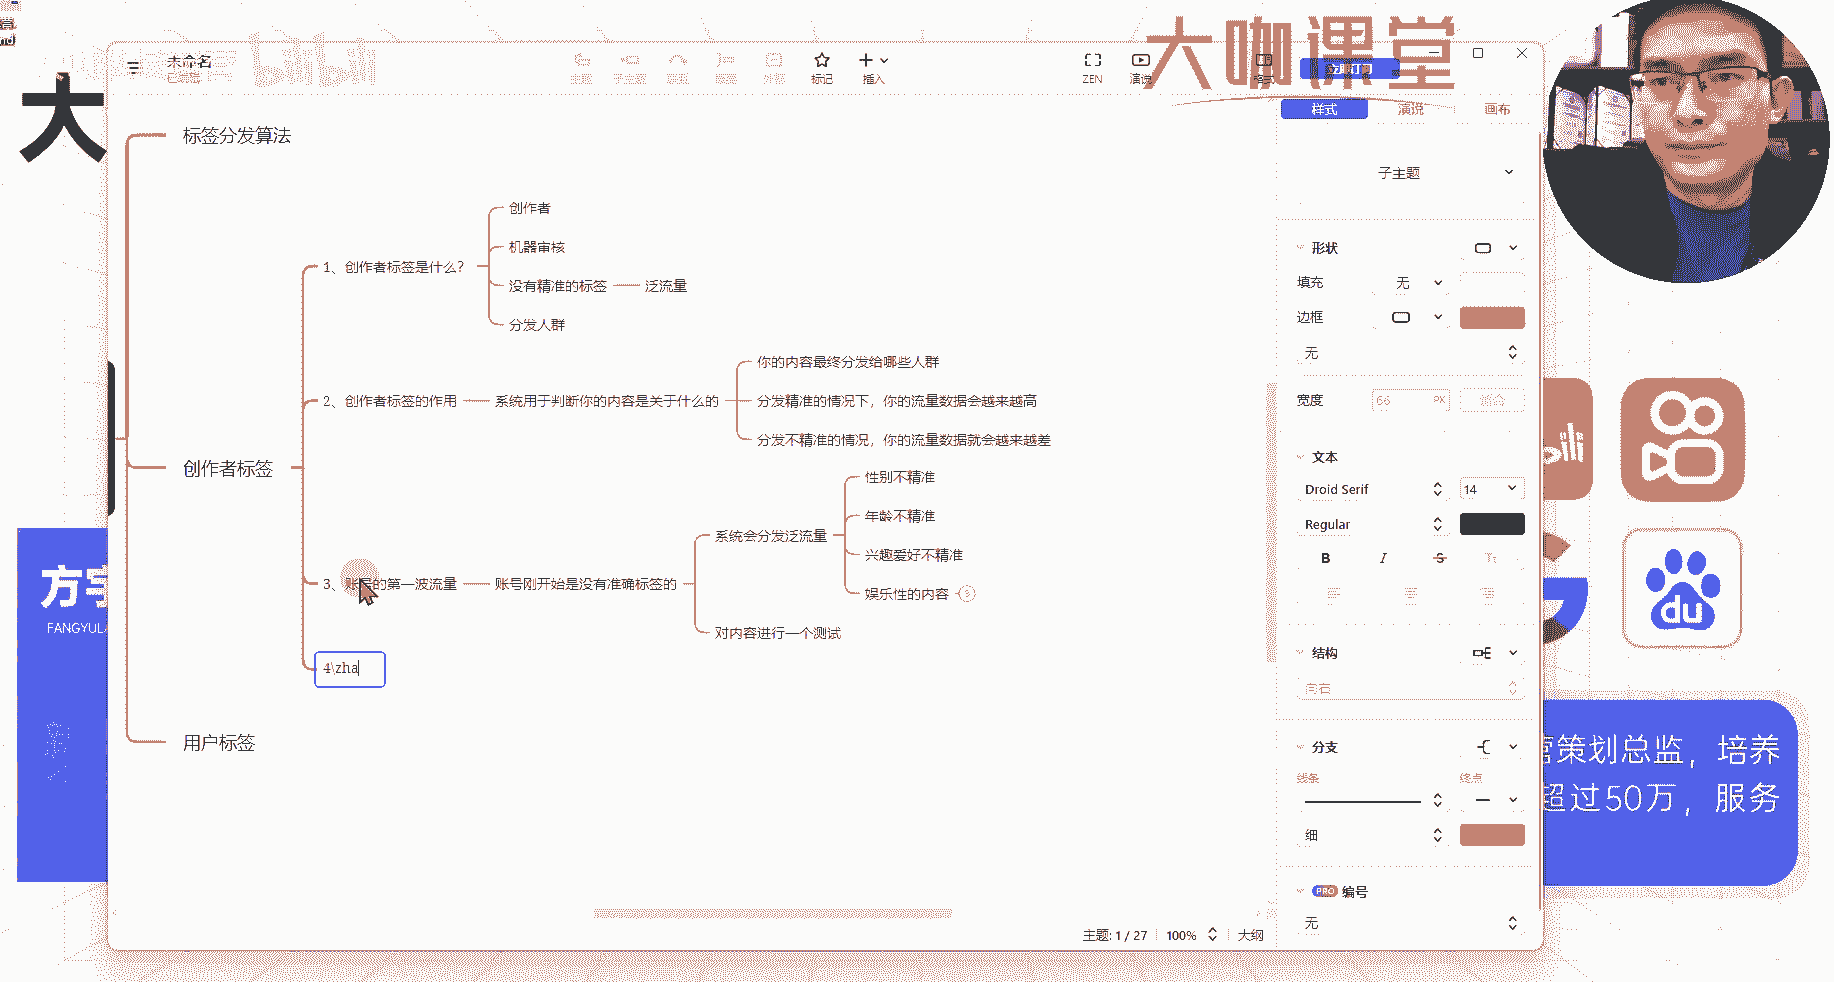 大咖课堂
大
bilibili
未命名
已编辑
主题
子主题
标记
插入
ZEN
演说
格式
样式
演说
画布
标签分发算法
创作者标签
用户标签
1、创作者标签是什么?
创作者
机器审核
没有精准的标签
泛流量
分发人群
2、创作者标签的作用
系统用于判断你的内容是关于什么的
你的内容最终分发给哪些人群
分发精准的情况下，你的流量数据会越来越高
分发不精准的情况，你的流量数据就会越来越差
3、账号的第一波流量
账号刚开始是没有准确标签的
系统会分发泛流量
性别不精准
年龄不精准
兴趣爱好不精准
娱乐性的内容
对内容进行一个测试
4\zha
子主题
形状
填充
无
边框
无
宽度
66
PX
文本
Droid Serif
14
Regular
B
I
S
Tt
结构
向右
分支
线条
终点
细
PRO
编号
无
主题: 1 / 27
100%
大纲
方宇
FANGYULA
bili
du
营策划总监，培养
超过50万，服务